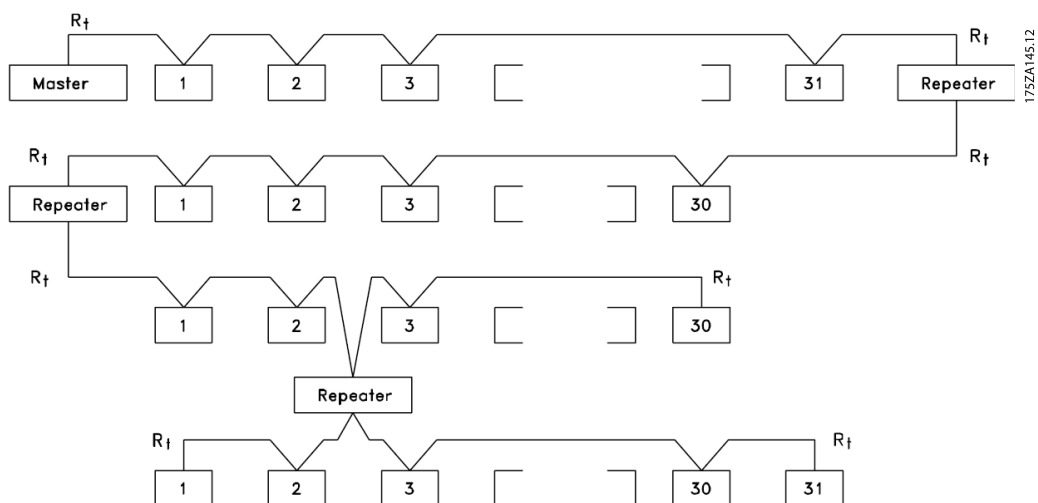 Rt Rt
Master 1 2 3 31 Repeater
175ZA145.12
Rt Rt
Repeater 1 2 3 30
Rt Rt
1 2 3 30
Repeater
Rt Rt
1 2 3 30 31